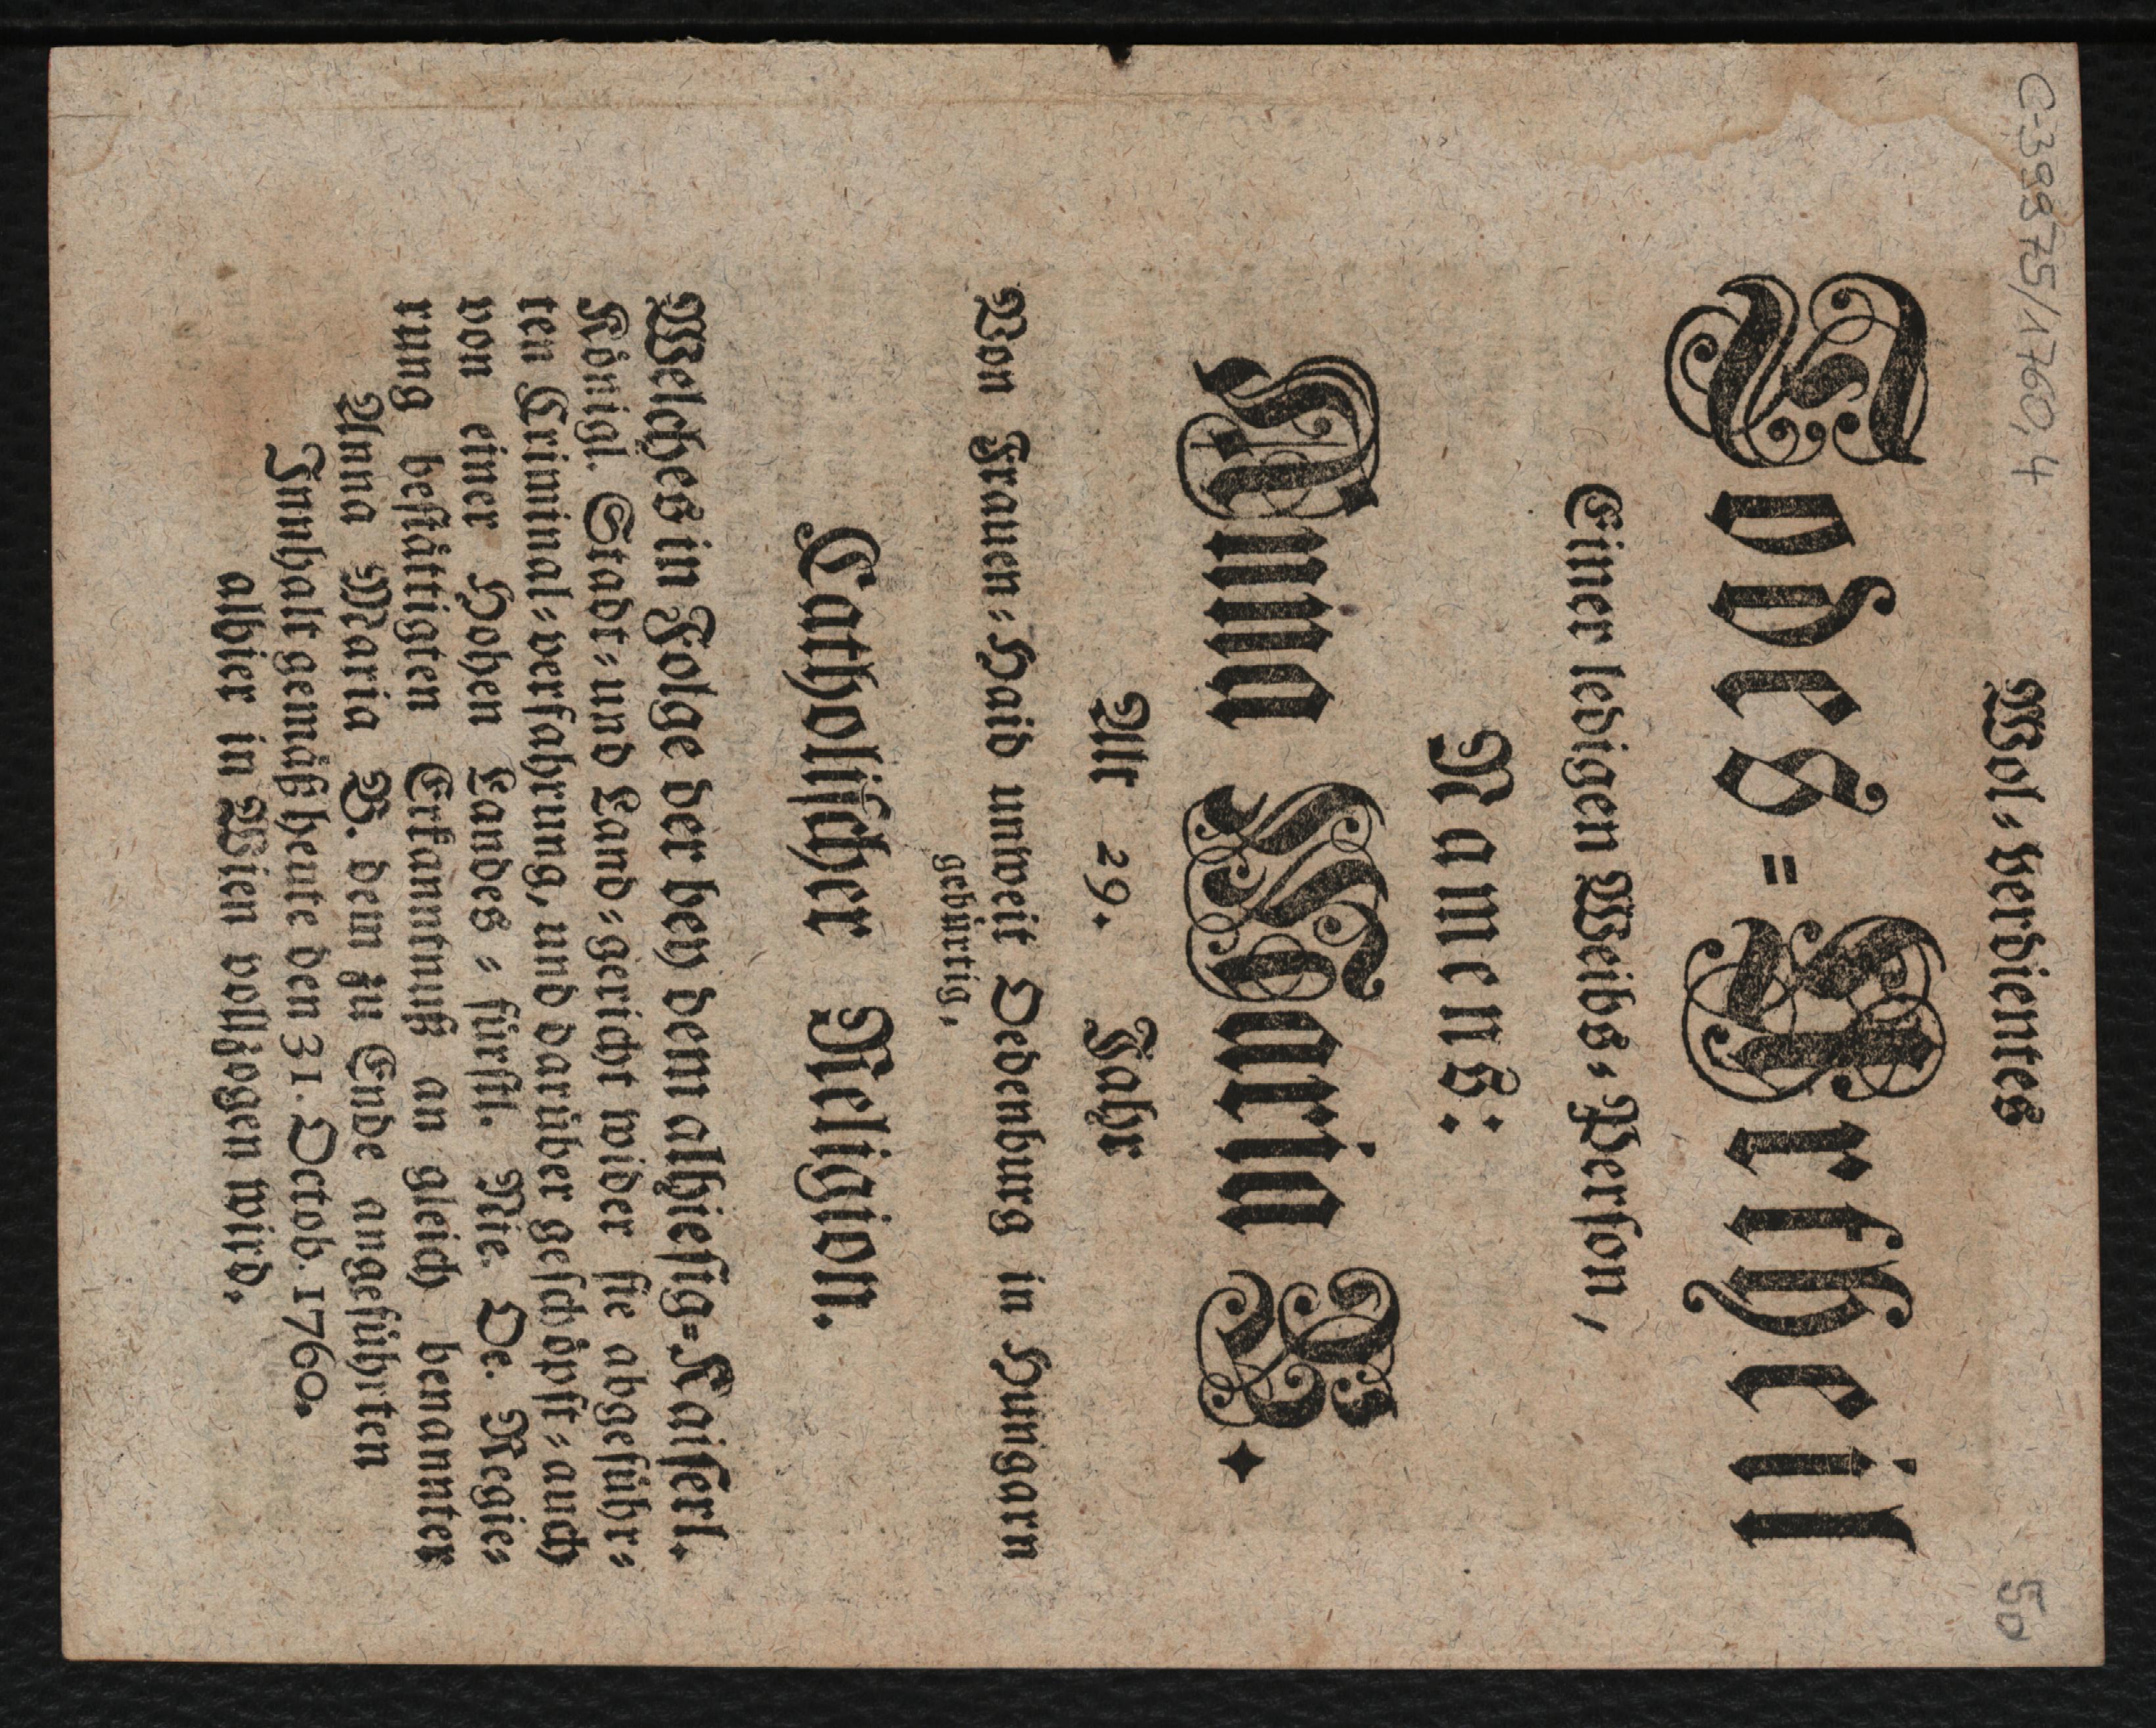 C-39975/1760,4
50
Wol-verdientes
Todes-Urtheil
Einer ledigen Weibs-Person,
Namens:
Anna Maria B.
Alt 29. Jahr
Von Frauen-Haid unweit Oedenburg in Hungarn
gebürtig,
Catholischer Religion.
Welches in Folge der bey dem alhiesig-Kaiserl.
Königl. Stadt-und Land-gericht wider sie abgeführ-
ten Criminal-verfahrung, und darüber geschöpft-auch
von einer Hohen Landes-fürstl. Nie. Oe. Regie-
rung bestättigten Erkanntnuß an gleich benannter
Anna Maria B. dem zu Ende angeführten
Innhalt gemäß heute den 31. Octob. 1760.
alhier in Wien vollzogen wird.